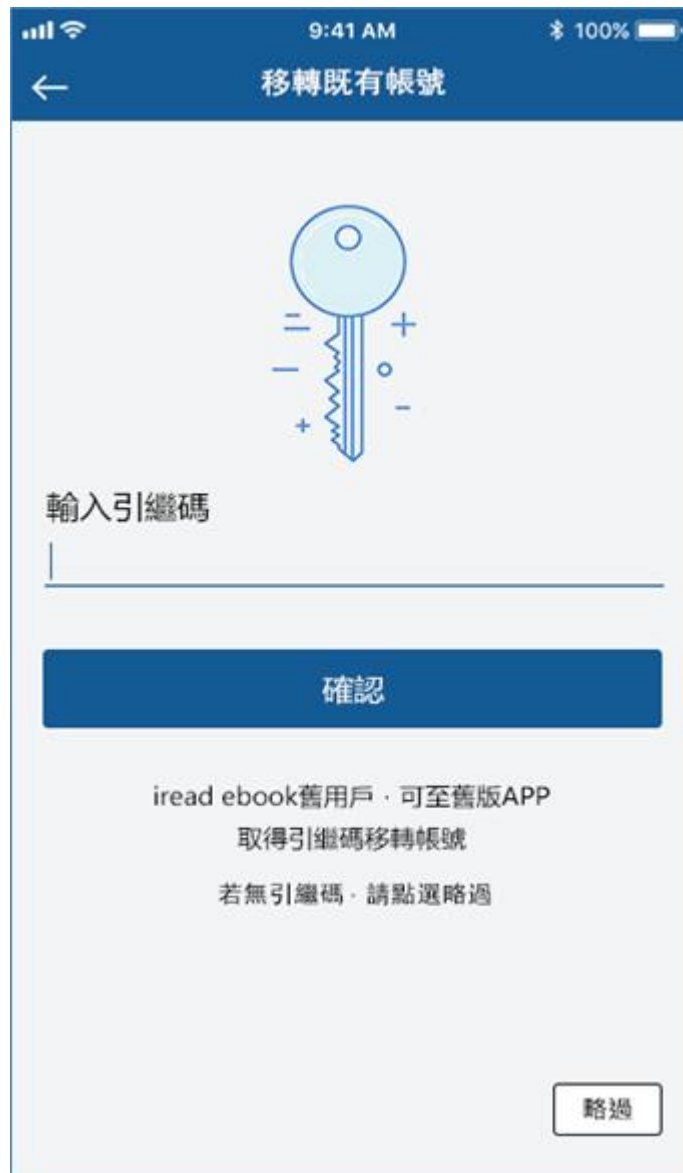 9:41 AM
100%
移轉既有帳號
輸入引繼碼
確認
iread ebook舊用戶，可至舊版APP
取得引繼碼移轉帳號
若無引繼碼，請點選略過
略過